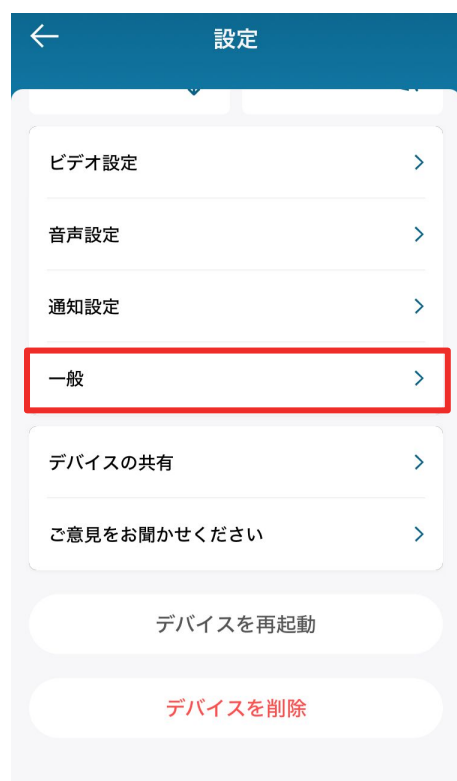 設定
ビデオ設定
音声設定
通知設定
一般
デバイスの共有
ご意見をお聞かせください
デバイスを再起動
デバイスを削除